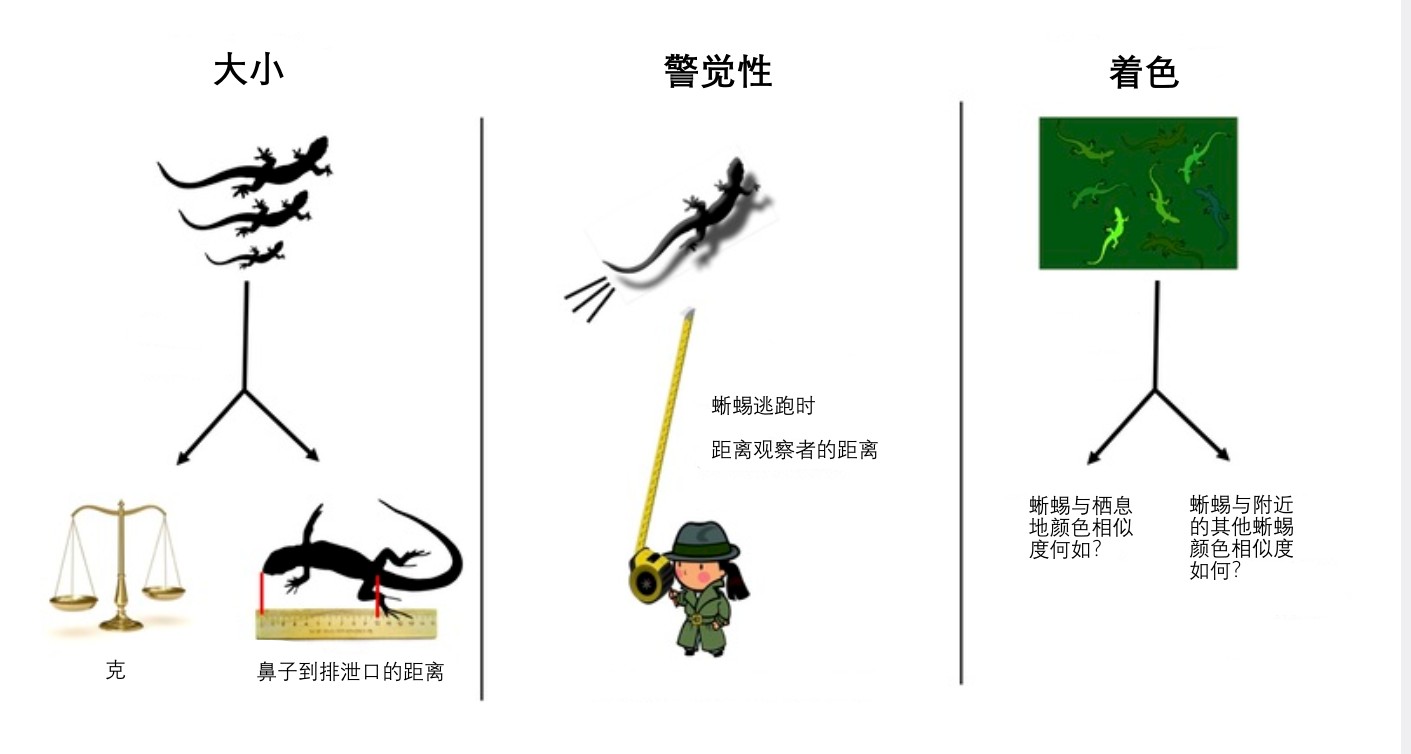 大小
克
鼻子到排泄口的距离
警觉性
蜥蜴逃跑时
距离观察者的距离
着色
蜥蜴与栖息
地颜色相似
度何如?
蜥蜴与附近
的其他蜥蜴
颜色相似度
如何?